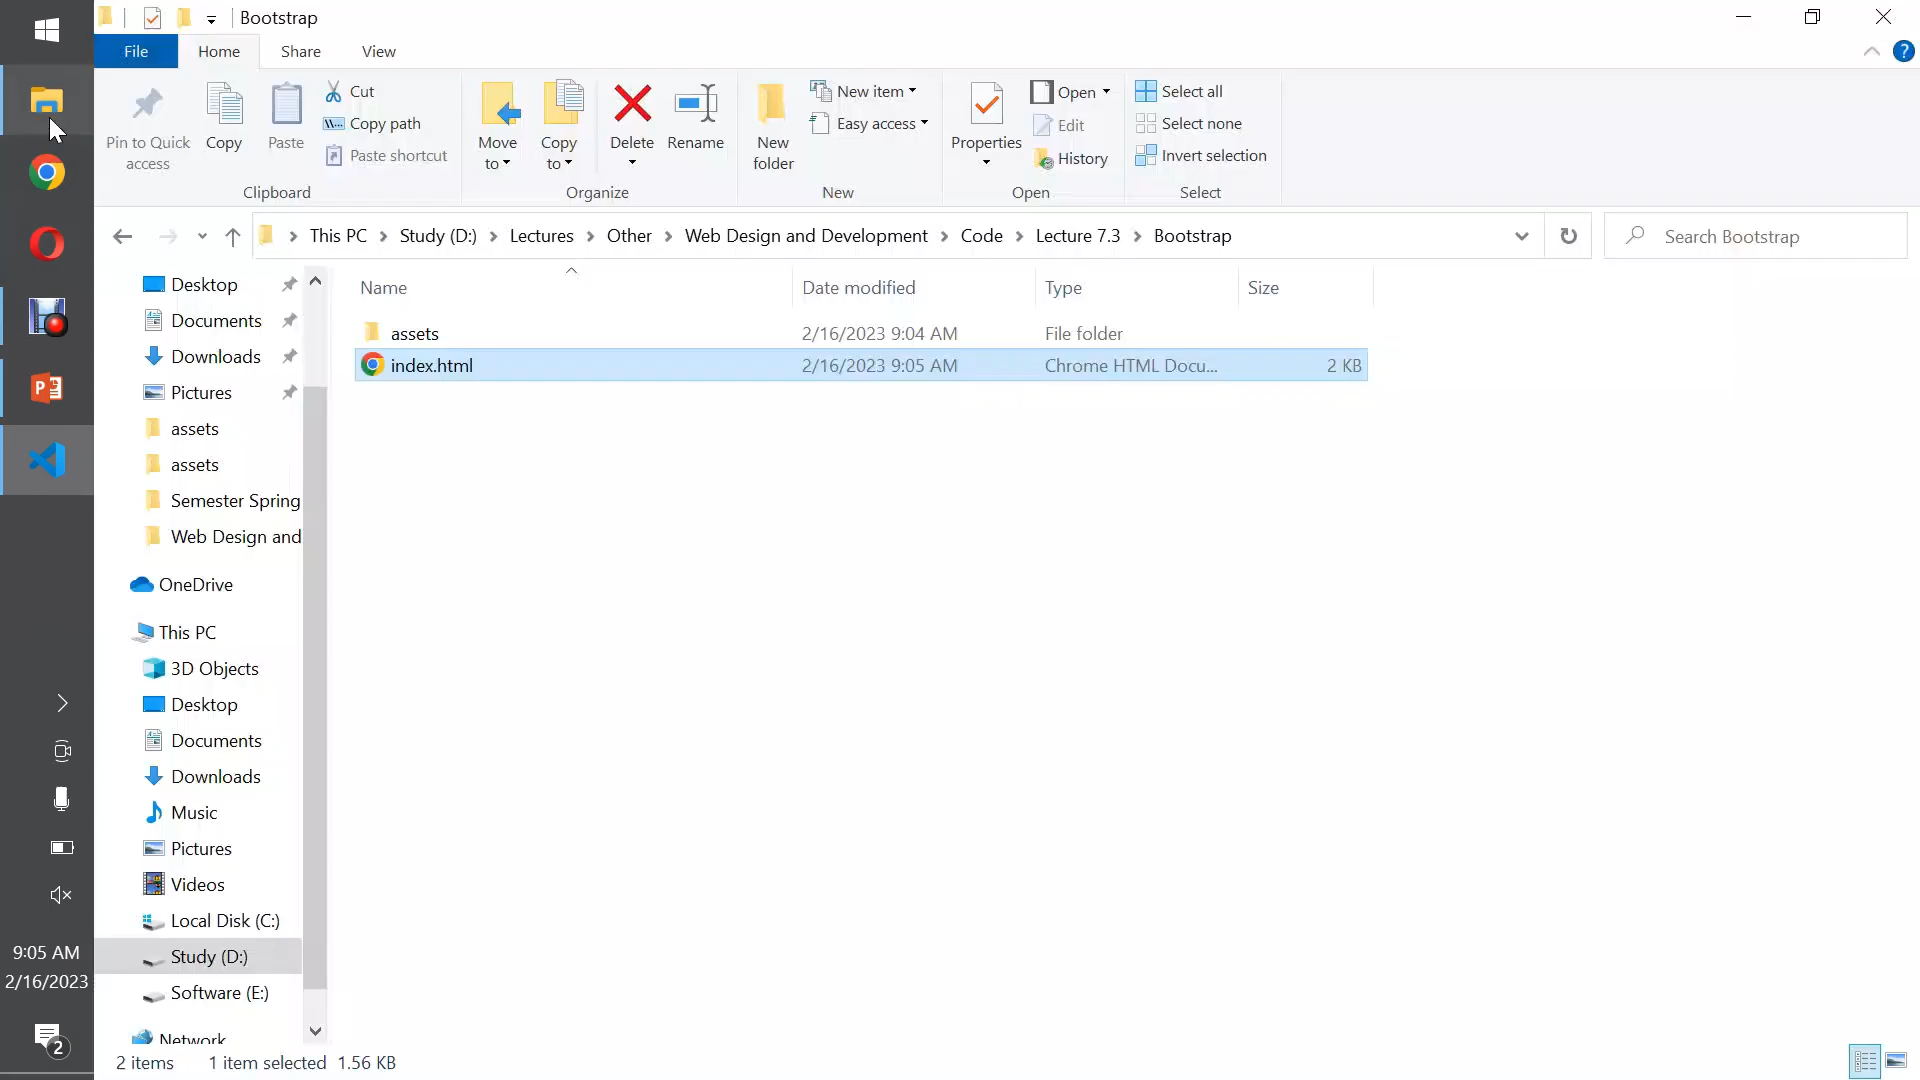 Bootstrap
File
Home
Share
View
Pin to Quick access
Copy
Paste
Cut
Copy path
Paste shortcut
Clipboard
Move to
Copy to
Delete
Rename
Organize
New folder
New item
Easy access
New
Properties
Open
Edit
History
Open
Select all
Select none
Invert selection
Select
This PC
Study (D:)
Lectures
Other
Web Design and Development
Code
Lecture 7.3
Bootstrap
Search Bootstrap
Name
Date modified
Type
Size
assets
2/16/2023 9:04 AM
File folder
index.html
2/16/2023 9:05 AM
Chrome HTML Docu...
2 KB
Desktop
Documents
Downloads
Pictures
assets
assets
Semester Spring
Web Design and
OneDrive
This PC
3D Objects
Desktop
Documents
Downloads
Music
Pictures
Videos
Local Disk (C:)
Study (D:)
Software (E:)
Network
2 items
1 item selected 1.56 KB
9:05 AM
2/16/2023
2